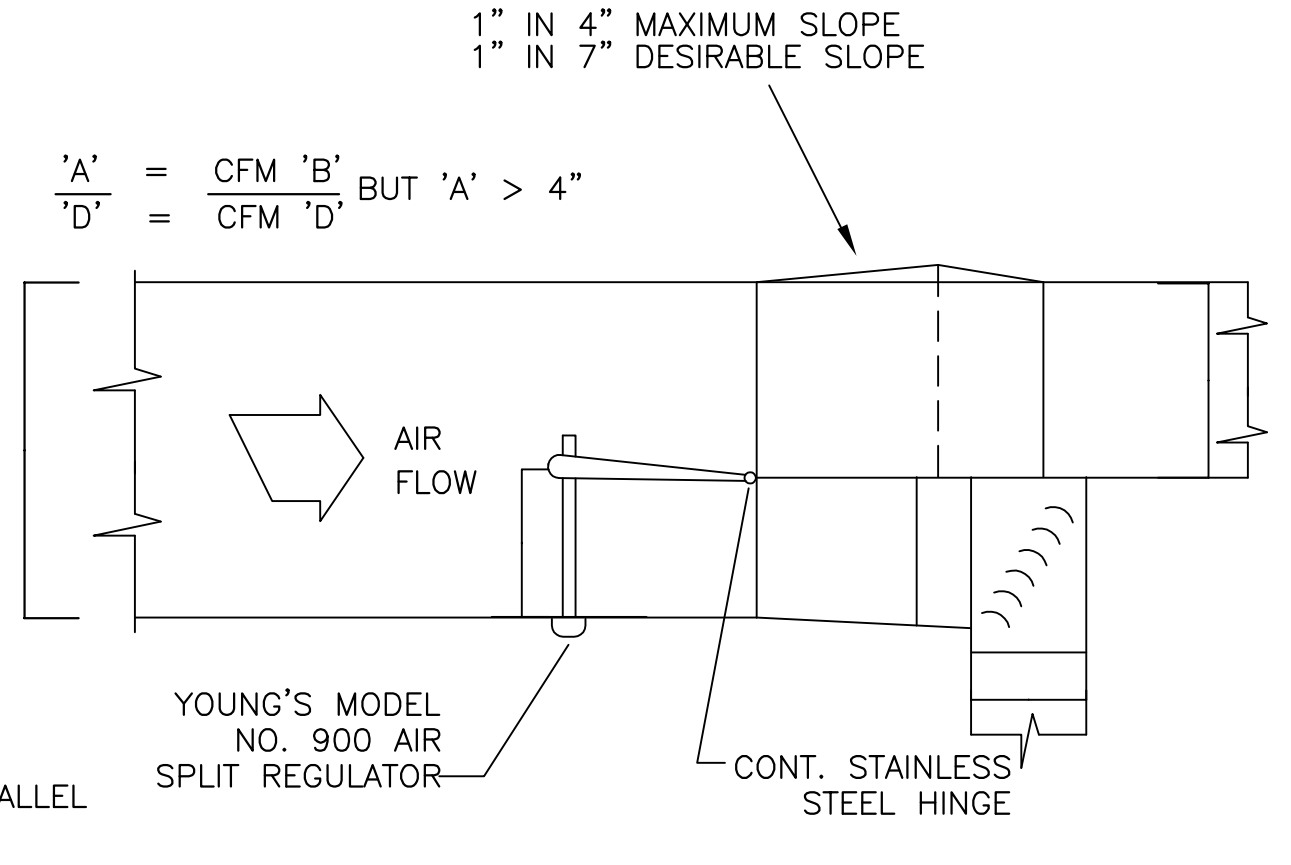 1” IN 4” MAXIMUM SLOPE
1” IN 7” DESIRABLE SLOPE
'A' = CFM 'B' BUT 'A' > 4”
'D' = CFM 'D'
AIR
FLOW
YOUNG'S MODEL
NO. 900 AIR
SPLIT REGULATOR
CONT. STAINLESS
STEEL HINGE
ALLEL